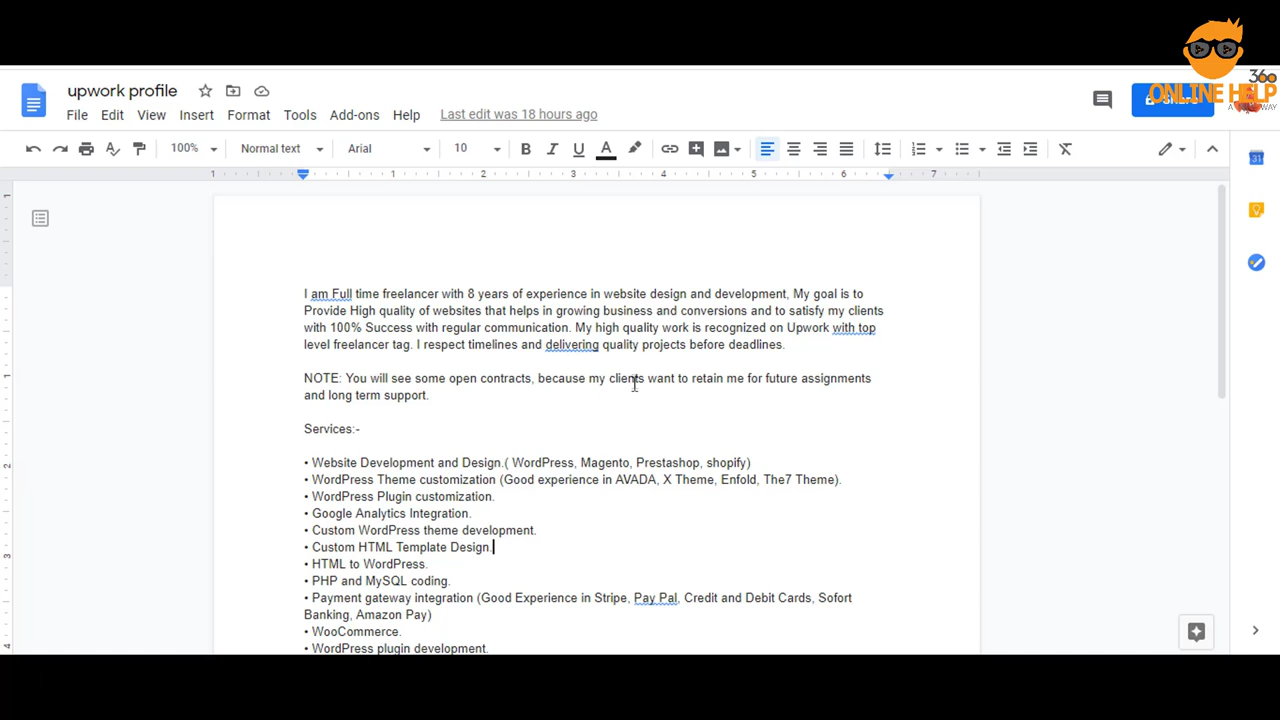 360
ONLINE HELP
upwork profile
File Edit View Insert Format Tools Add-ons Help Last edit was 18 hours ago
100% Normal text Arial 10
1 1 2 3 4 5 6 7
I am Full time freelancer with 8 years of experience in website design and development, My goal is to
Provide High quality of websites that helps in growing business and conversions and to satisfy my clients
with 100% Success with regular communication. My high quality work is recognized on Upwork with top
level freelancer tag. I respect timelines and delivering quality projects before deadlines.
NOTE: You will see some open contracts, because my clients want to retain me for future assignments
and long term support.
Services:-
• Website Development and Design.( WordPress, Magento, Prestashop, shopify)
• WordPress Theme customization (Good experience in AVADA, X Theme, Enfold, The7 Theme).
• WordPress Plugin customization.
• Google Analytics Integration.
• Custom WordPress theme development.
• Custom HTML Template Design.
• HTML to WordPress.
• PHP and MySQL coding.
• Payment gateway integration (Good Experience in Stripe, Pay Pal, Credit and Debit Cards, Sofort
Banking, Amazon Pay)
• WooCommerce.
• WordPress plugin development.